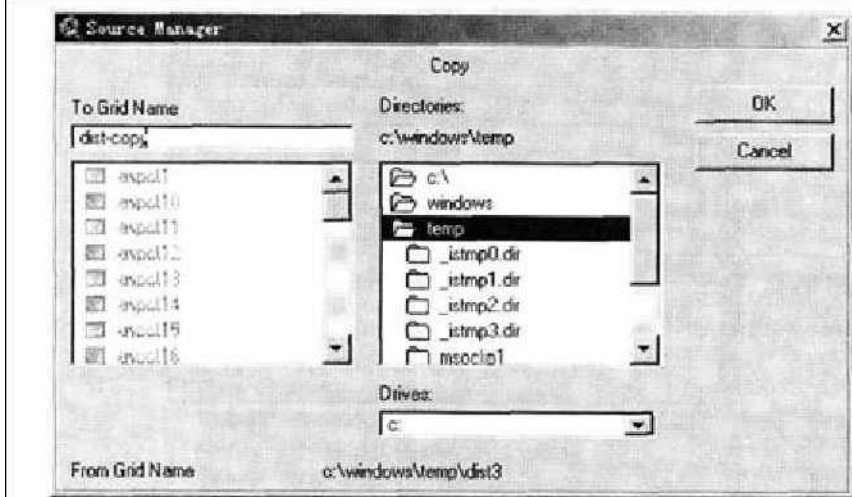 Source Manager
Copy
To Grid Name
Directories:
OK
dist-copy
c:\windows\temp
Cancel
c:\
windows
temp
_istmp0.dir
_istmp1.dir
_istmp2.dir
_istmp3.dir
msoclip1
Drives:
c:
From Grid Name
c:\windows\temp\dist3